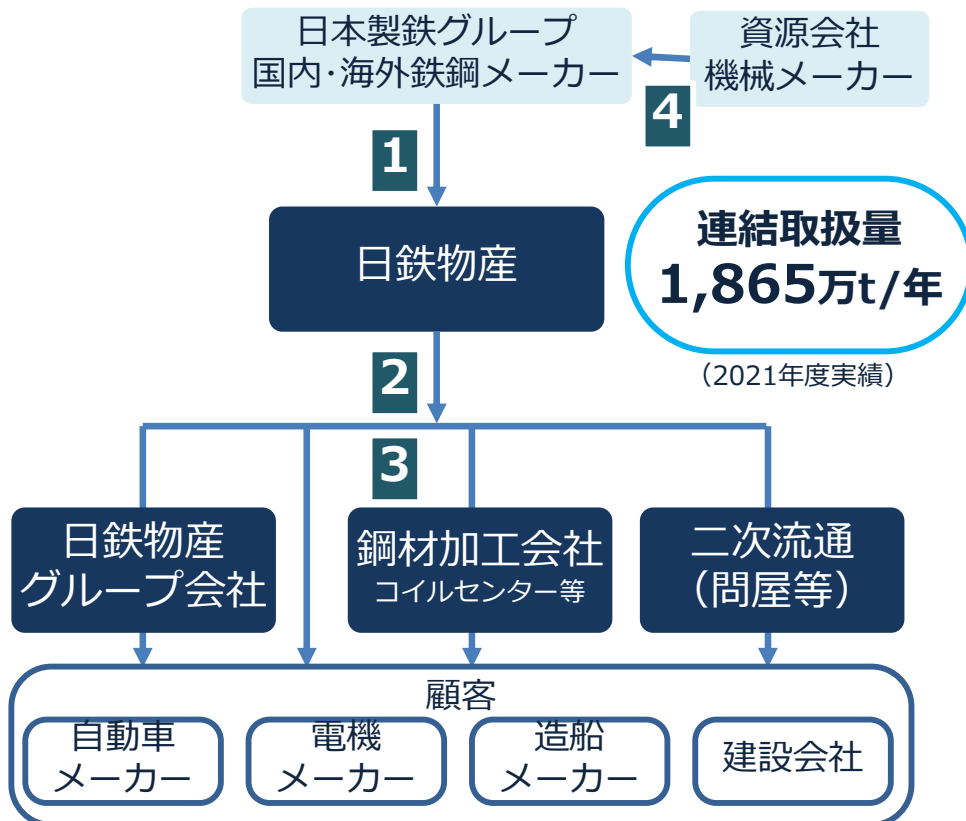 日本製鉄グループ
国内・海外鉄鋼メーカー
資源会社
機械メーカー
4
1
日鉄物産
連結取扱量
1,865万t/年
（2021年度実績）
2
3
日鉄物産
グループ会社
鋼材加工会社
コイルセンター等
二次流通
（問屋等）
顧客
自動車
メーカー
電機
メーカー
造船
メーカー
建設会社